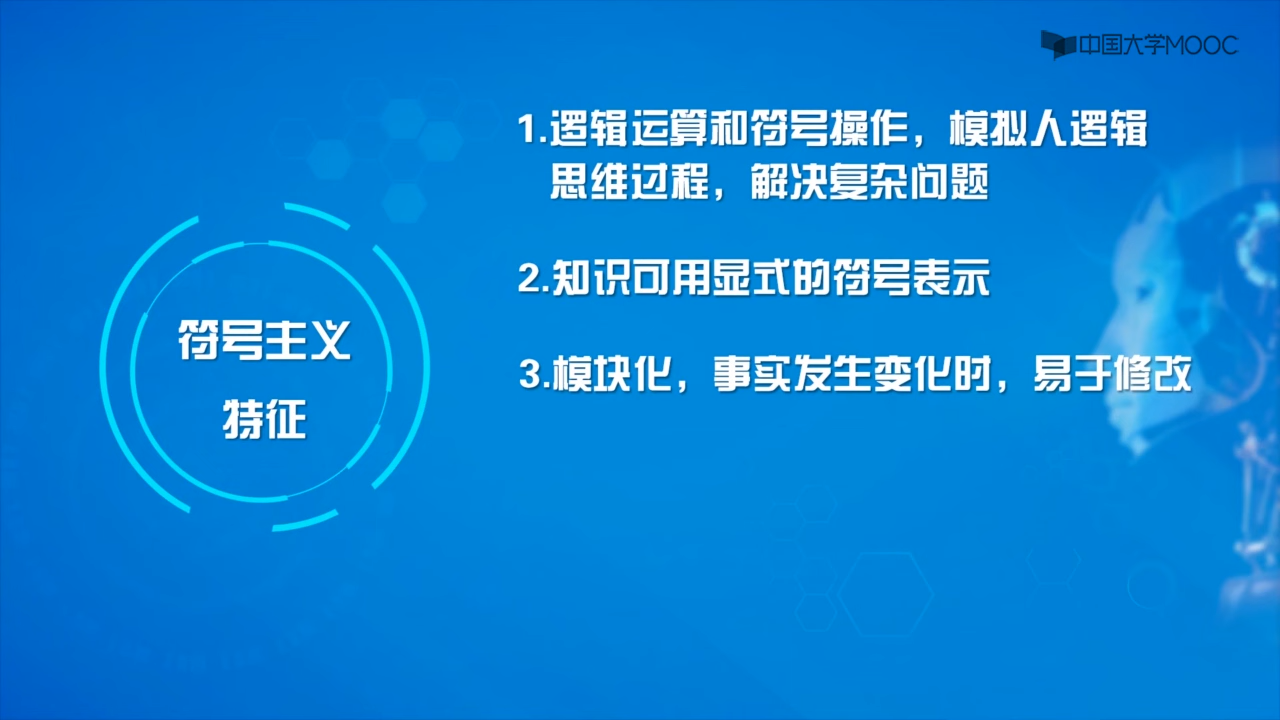 中国大学MOOC
1.逻辑运算和符号操作，模拟人逻辑
思维过程，解决复杂问题
2.知识可用显式的符号表示
3.模块化，事实发生变化时，易于修改
符号主义
特征